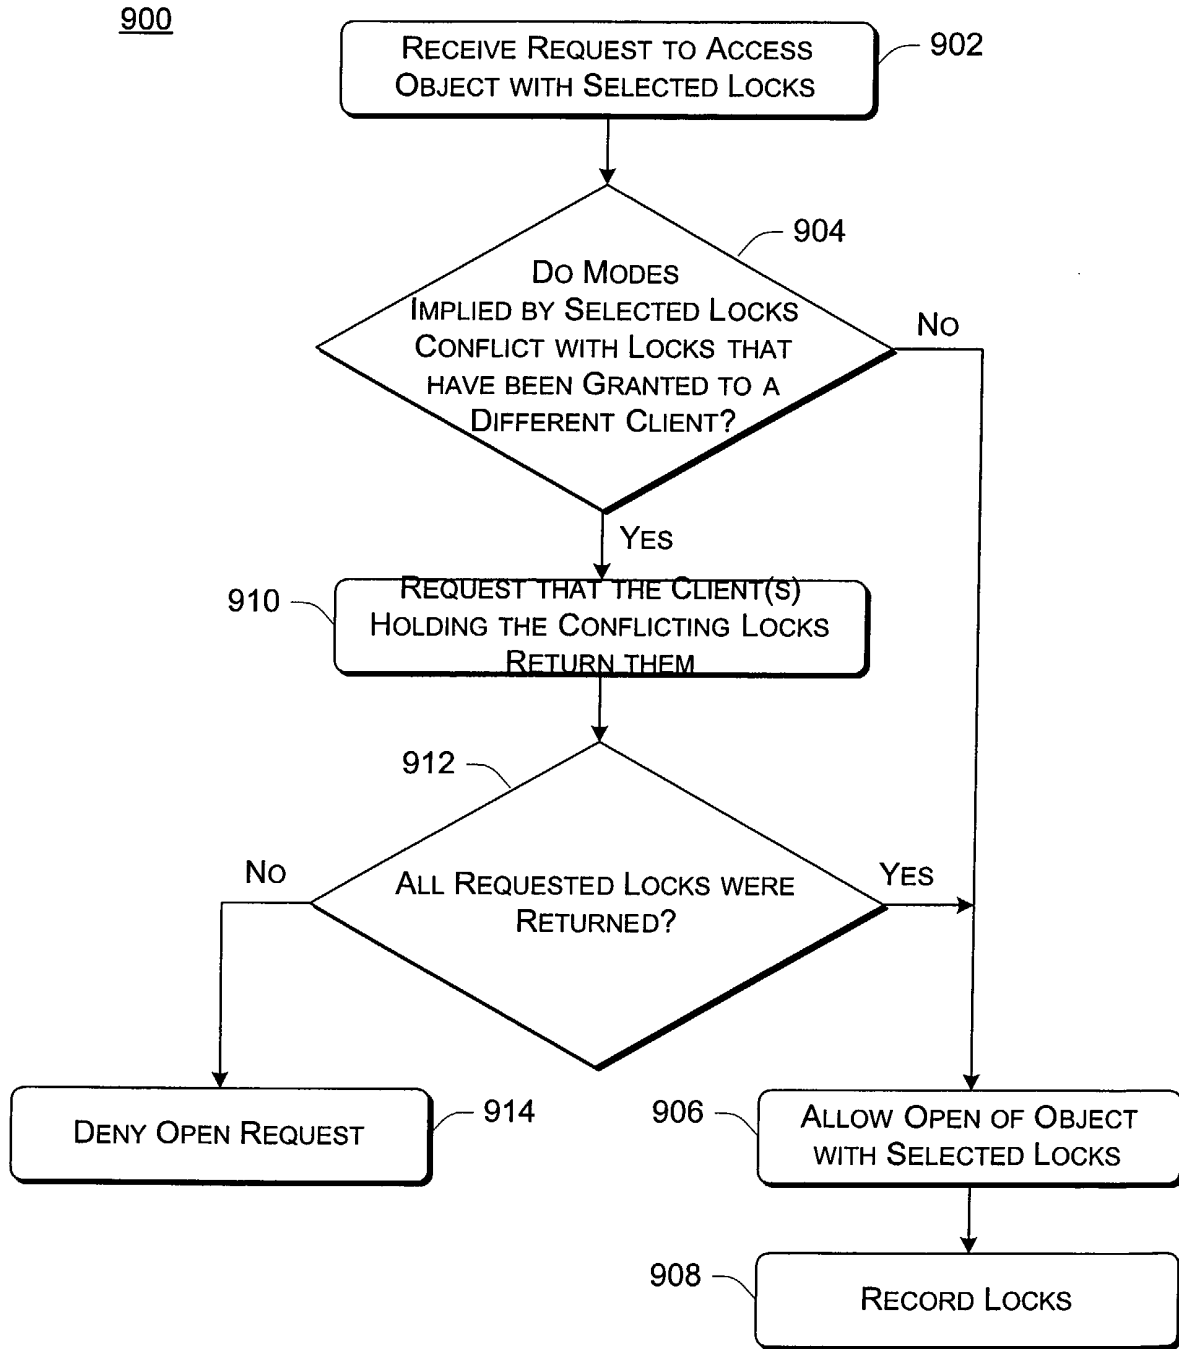 900
RECEIVE REQUEST TO ACCESS
OBJECT WITH SELECTED LOCKS
902
904
DO MODES
IMPLIED BY SELECTED LOCKS
CONFLICT WITH LOCKS THAT
HAVE BEEN GRANTED TO A
DIFFERENT CLIENT?
NO
YES
910
REQUEST THAT THE CLIENT(S)
HOLDING THE CONFLICTING LOCKS
RETURN THEM
912
NO
ALL REQUESTED LOCKS WERE
RETURNED?
YES
DENY OPEN REQUEST
914
906
ALLOW OPEN OF OBJECT
WITH SELECTED LOCKS
908
RECORD LOCKS